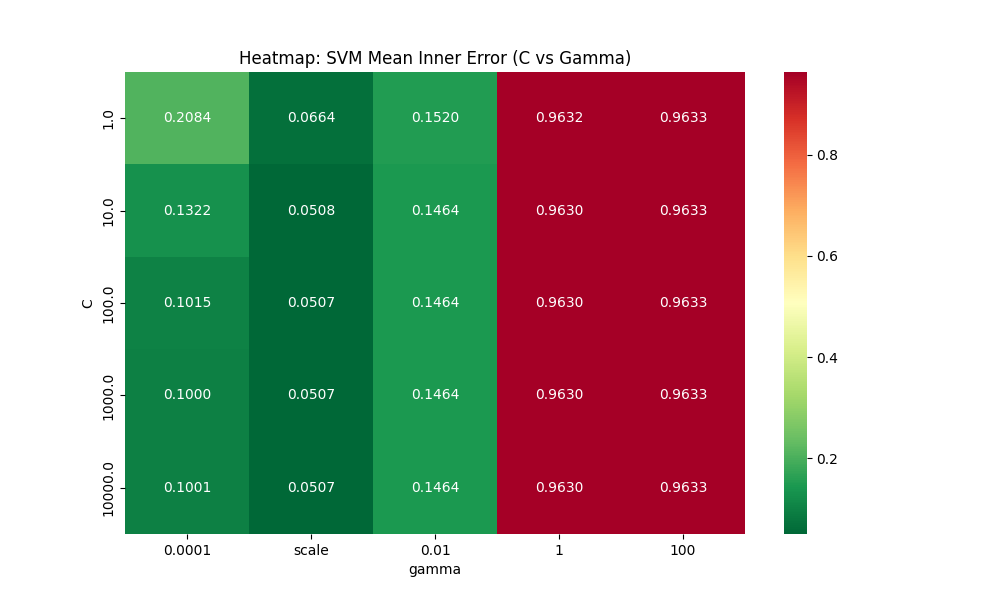 Heatmap: SVM Mean Inner Error (C vs Gamma)
1.0 0.2084 0.0664 0.1520 0.9632 0.9633
10.0 0.1322 0.0508 0.1464 0.9630 0.9633
100.0 0.1015 0.0507 0.1464 0.9630 0.9633
1000.0 0.1000 0.0507 0.1464 0.9630 0.9633
10000.0 0.1001 0.0507 0.1464 0.9630 0.9633
C
0.0001 scale 0.01 1 100
gamma
0.8
0.6
0.4
0.2